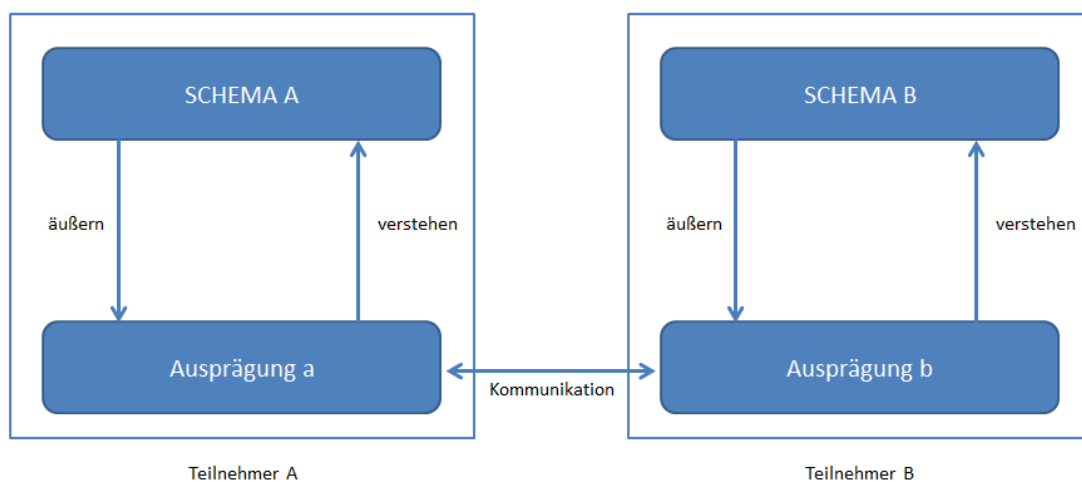 SCHEMA A
SCHEMA B
äußern
verstehen
äußern
verstehen
Ausprägung a
Kommunikation
Ausprägung b
Teilnehmer A
Teilnehmer B